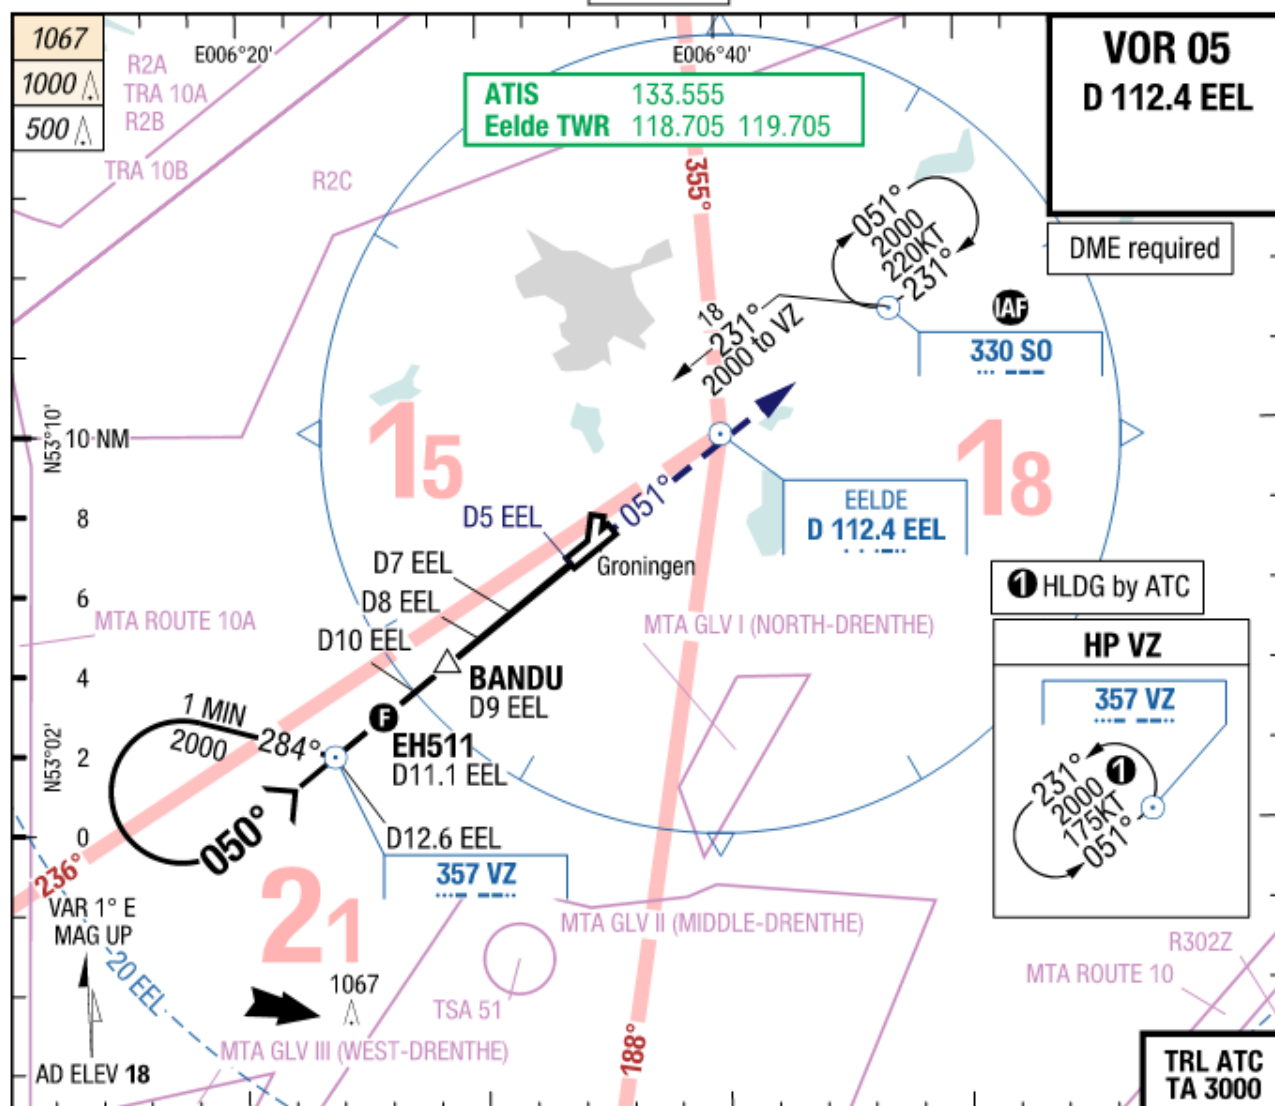 1067
1000
500
E006°20'
E006°40'
VOR 05
D 112.4 EEL
R2A
TRA 10A
R2B
TRA 10B
R2C
ATIS 133.555
Eelde TWR 118.705 119.705
355°
051°
2000
220KT
231°
DME required
IAF
330 SO
18
231°
2000 to VZ
N53°10'
10 NM
8
6
4
2
0
N53°02'
15
18
D5 EEL
051°
EELDE
D 112.4 EEL
Groningen
D7 EEL
D8 EEL
D10 EEL
MTA ROUTE 10A
MTA GLV I (NORTH-DRENTHE)
1 HLDG by ATC
HP VZ
357 VZ
231°
2000
175KT
051°
1
BANDU
D9 EEL
F
EH511
D11.1 EEL
1 MIN
2000
284°
050°
D12.6 EEL
357 VZ
236°
21
VAR 1° E
MAG UP
20 EEL
AD ELEV 18
1067
TSA 51
MTA GLV II (MIDDLE-DRENTHE)
MTA GLV III (WEST-DRENTHE)
188°
R302Z
MTA ROUTE 10
TRL ATC
TA 3000